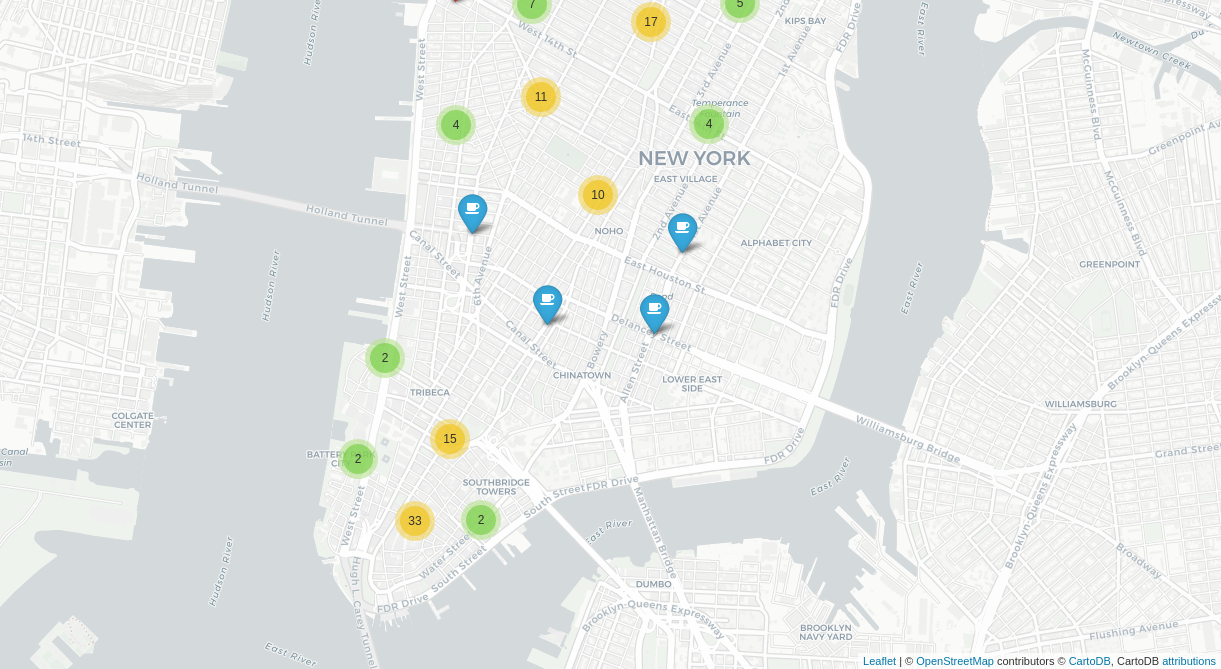 Hudson River
West Street
7
West 14th St.
17
5
2nd
KIPS BAY
1st Avenue
FDR Drive
East River
Newtown Creek
McGuinness Blvd
Greenpoint Av
3rd Avenue
11
4
East
Temperance
4
NEW YORK
EAST VILLAGE
14th Street
Holland Tunnel
Holland Tunnel
10
2nd Avenue
Avenue
NOHO
ALPHABET CITY
McGuinness Blvd
GREENPOINT
Hudson River
West Street
Canal Street
6th Avenue
East Houston St
FDR Drive
East River
Brooklyn-Queens Expressway
Canal Street
Bowery
Delancey Street
Allen Street
2
CHINATOWN
TRIBECA
LOWER EAST
SIDE
WILLIAMSBURG
COLGATE
CENTER
Williamsburg Bridge
Grand Street
15
2
FDR Drive
East River
SOUTHBRIDGE
TOWERS
South Street
FDR Drive
Manhattan Bridge
West Street
33
2
East River
Brooklyn-Queens Expressway
Water Street
South Street
Hudson River
Hugh L. Carey Tunnel
FDR Drive
DUMBO
Broadway
Brooklyn-Queens Expressway
BROOKLYN
NAVY YARD
Flushing Avenue
East River
Leaflet | © OpenStreetMap contributors © CartoDB, CartoDB attributions